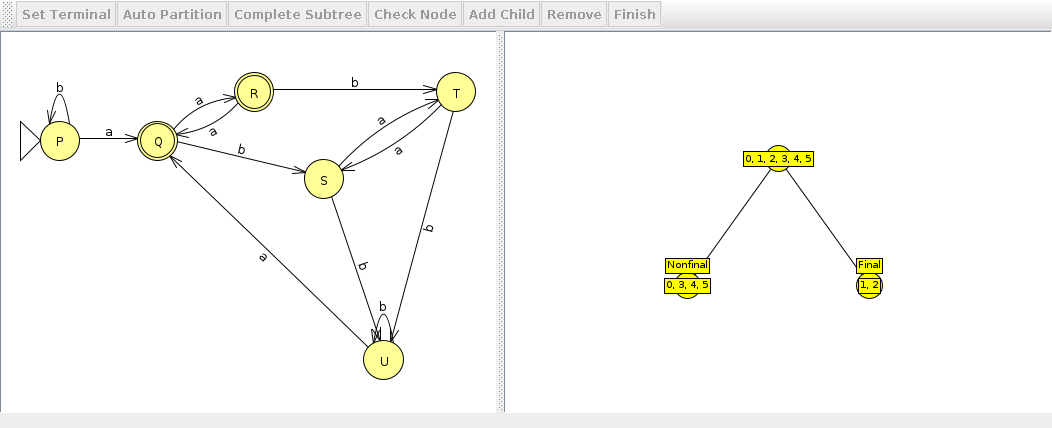 Set Terminal Auto Partition Complete Subtree Check Node Add Child Remove Finish
b
a
P
Q
a
a
R
b
T
b
S
a
a
b
b
a
b
U
0, 1, 2, 3, 4, 5
Nonfinal
0, 3, 4, 5
Final
1, 2